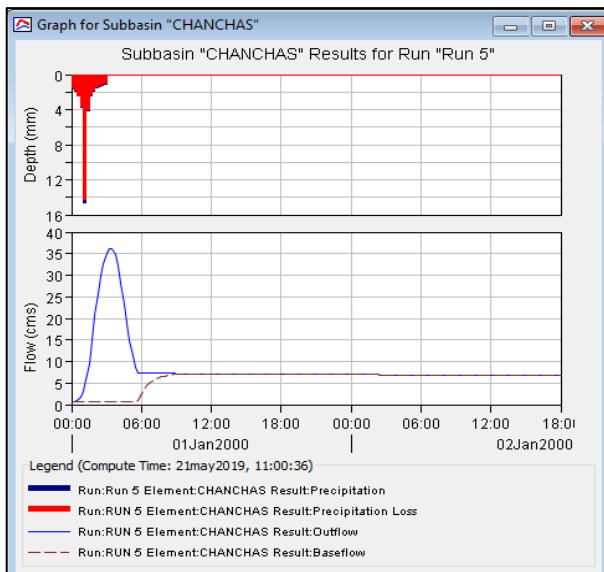 Graph for Subbasin "CHANCHAS"
Subbasin "CHANCHAS" Results for Run "Run 5"
Depth (mm)
0
4
8
12
16
Flow (cms)
40
35
30
25
20
15
10
5
0
00:00 06:00 12:00 18:00 00:00 06:00 12:00 18:0
01Jan2000 02Jan2000
Legend (Compute Time: 21may2019, 11:00:36)
Run:Run 5 Element:CHANCHAS Result:Precipitation
Run:RUN 5 Element:CHANCHAS Result:Precipitation Loss
Run:RUN 5 Element:CHANCHAS Result:Outflow
Run:RUN 5 Element:CHANCHAS Result:Baseflow